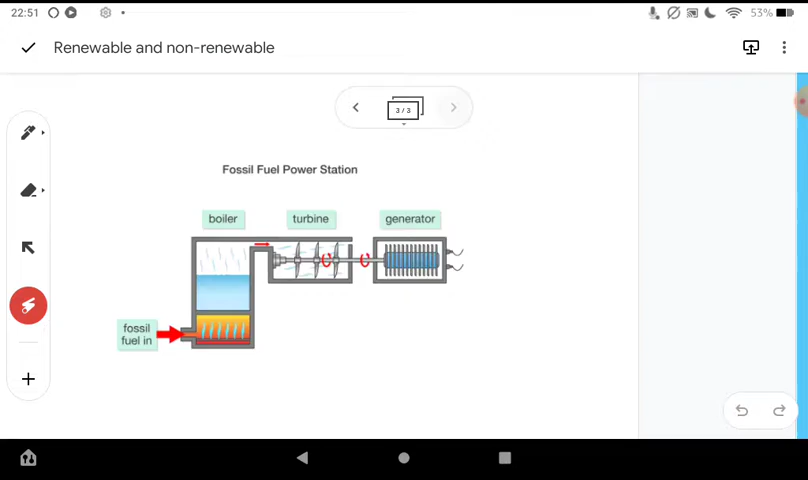 22:51
53%
Renewable and non-renewable
3 / 3
Fossil Fuel Power Station
boiler
turbine
generator
fossil
fuel in